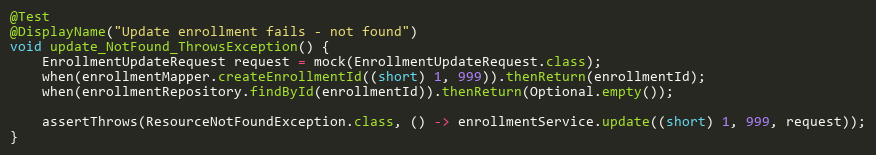 @Test
@DisplayName("Update enrollment fails - not found")
void update_NotFound_ThrowsException() {
    EnrollmentUpdateRequest request = mock(EnrollmentUpdateRequest.class);
    when(enrollmentMapper.createEnrollmentId((short) 1, 999)).thenReturn(enrollmentId);
    when(enrollmentRepository.findById(enrollmentId)).thenReturn(Optional.empty());

    assertThrows(ResourceNotFoundException.class, () -> enrollmentService.update((short) 1, 999, request));
}